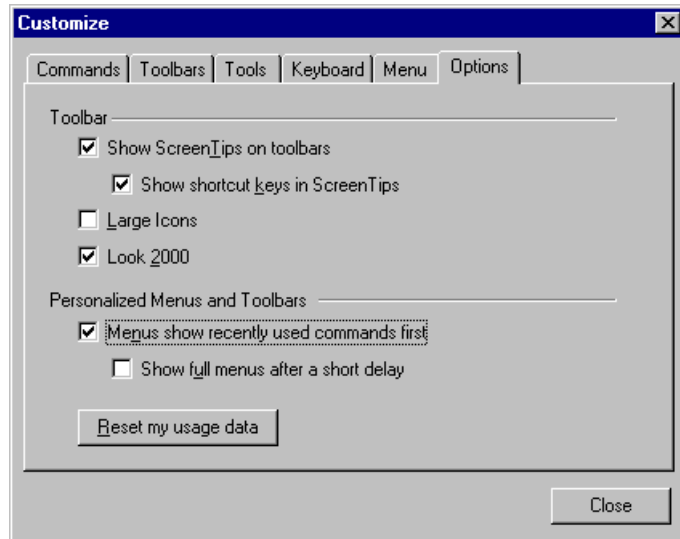 Customize
Commands Toolbars Tools Keyboard Menu Options
Toolbar
Show ScreenTips on toolbars
Show shortcut keys in ScreenTips
Large Icons
Look 2000
Personalized Menus and Toolbars
Menus show recently used commands first
Show full menus after a short delay
Reset my usage data
Close